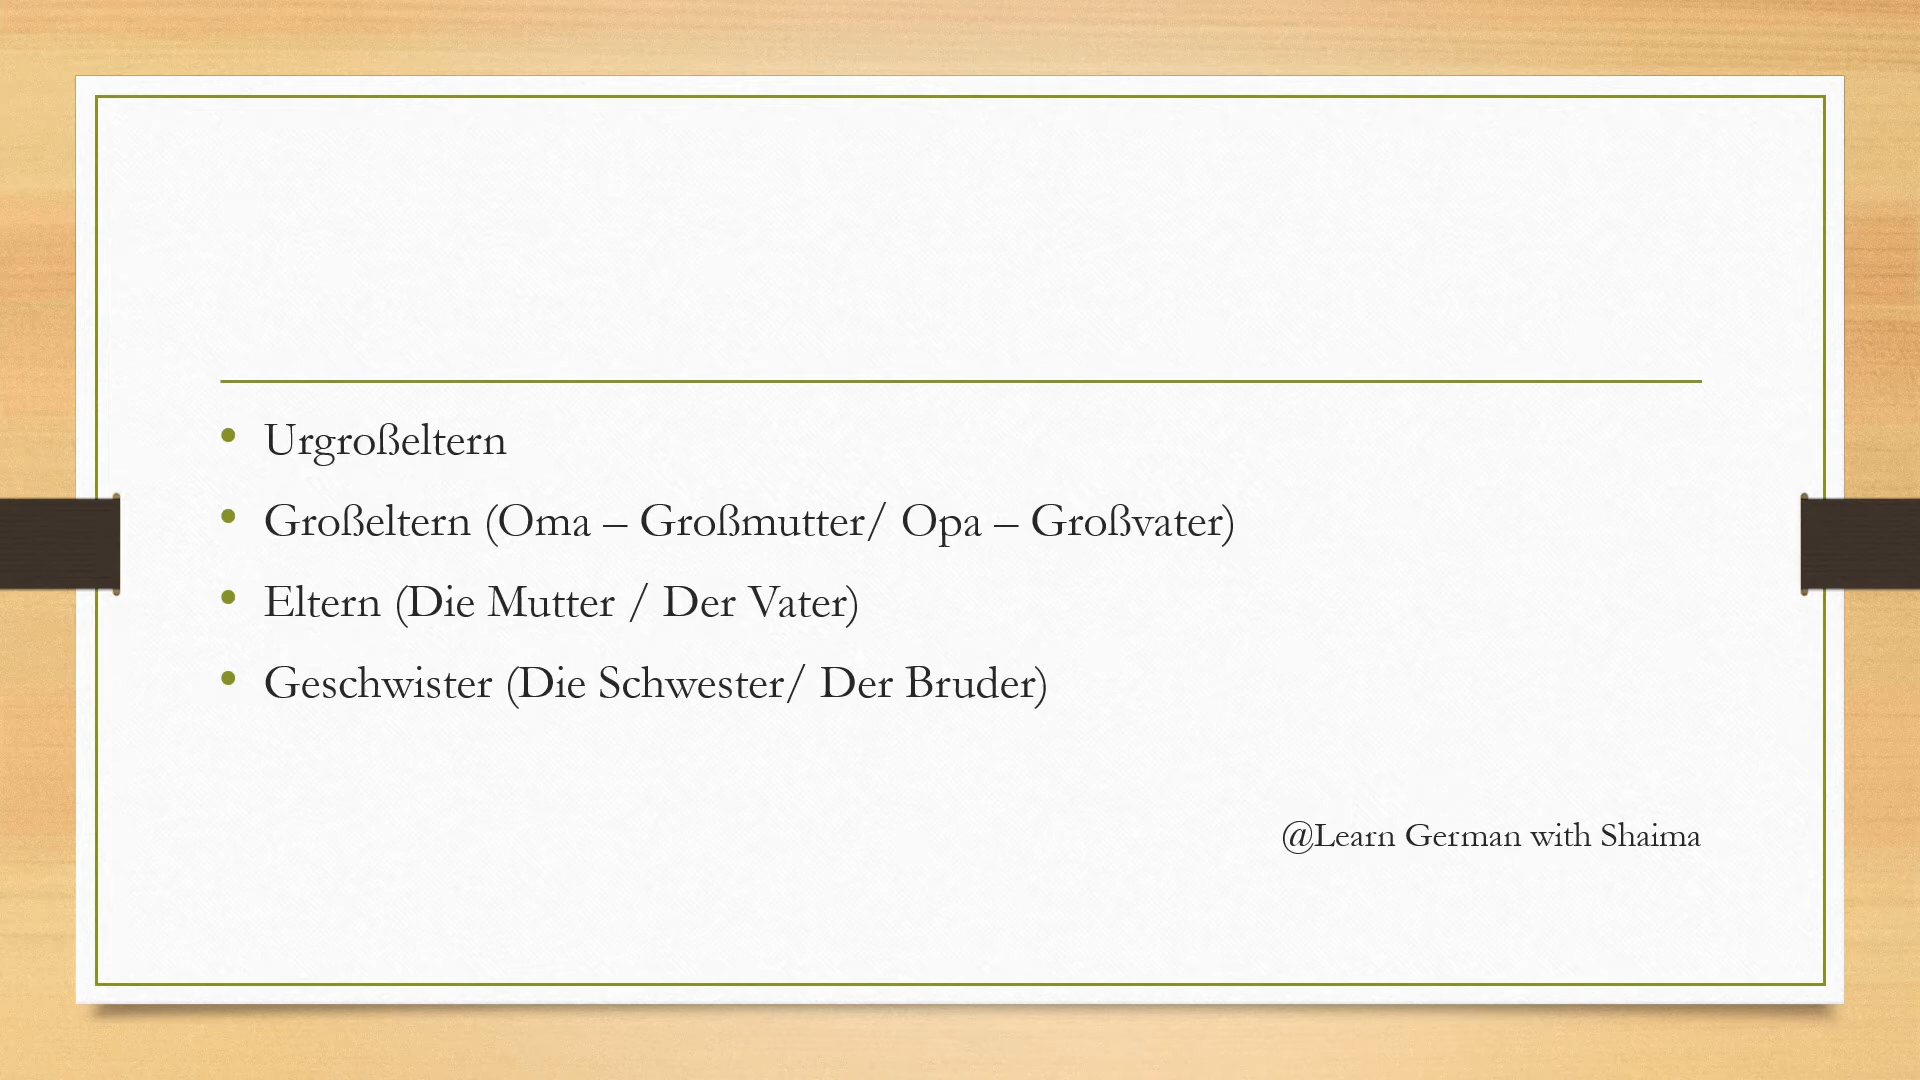 • Urgroßeltern
• Großeltern (Oma – Großmutter/ Opa – Großvater)
• Eltern (Die Mutter / Der Vater)
• Geschwister (Die Schwester/ Der Bruder)
@Learn German with Shaima